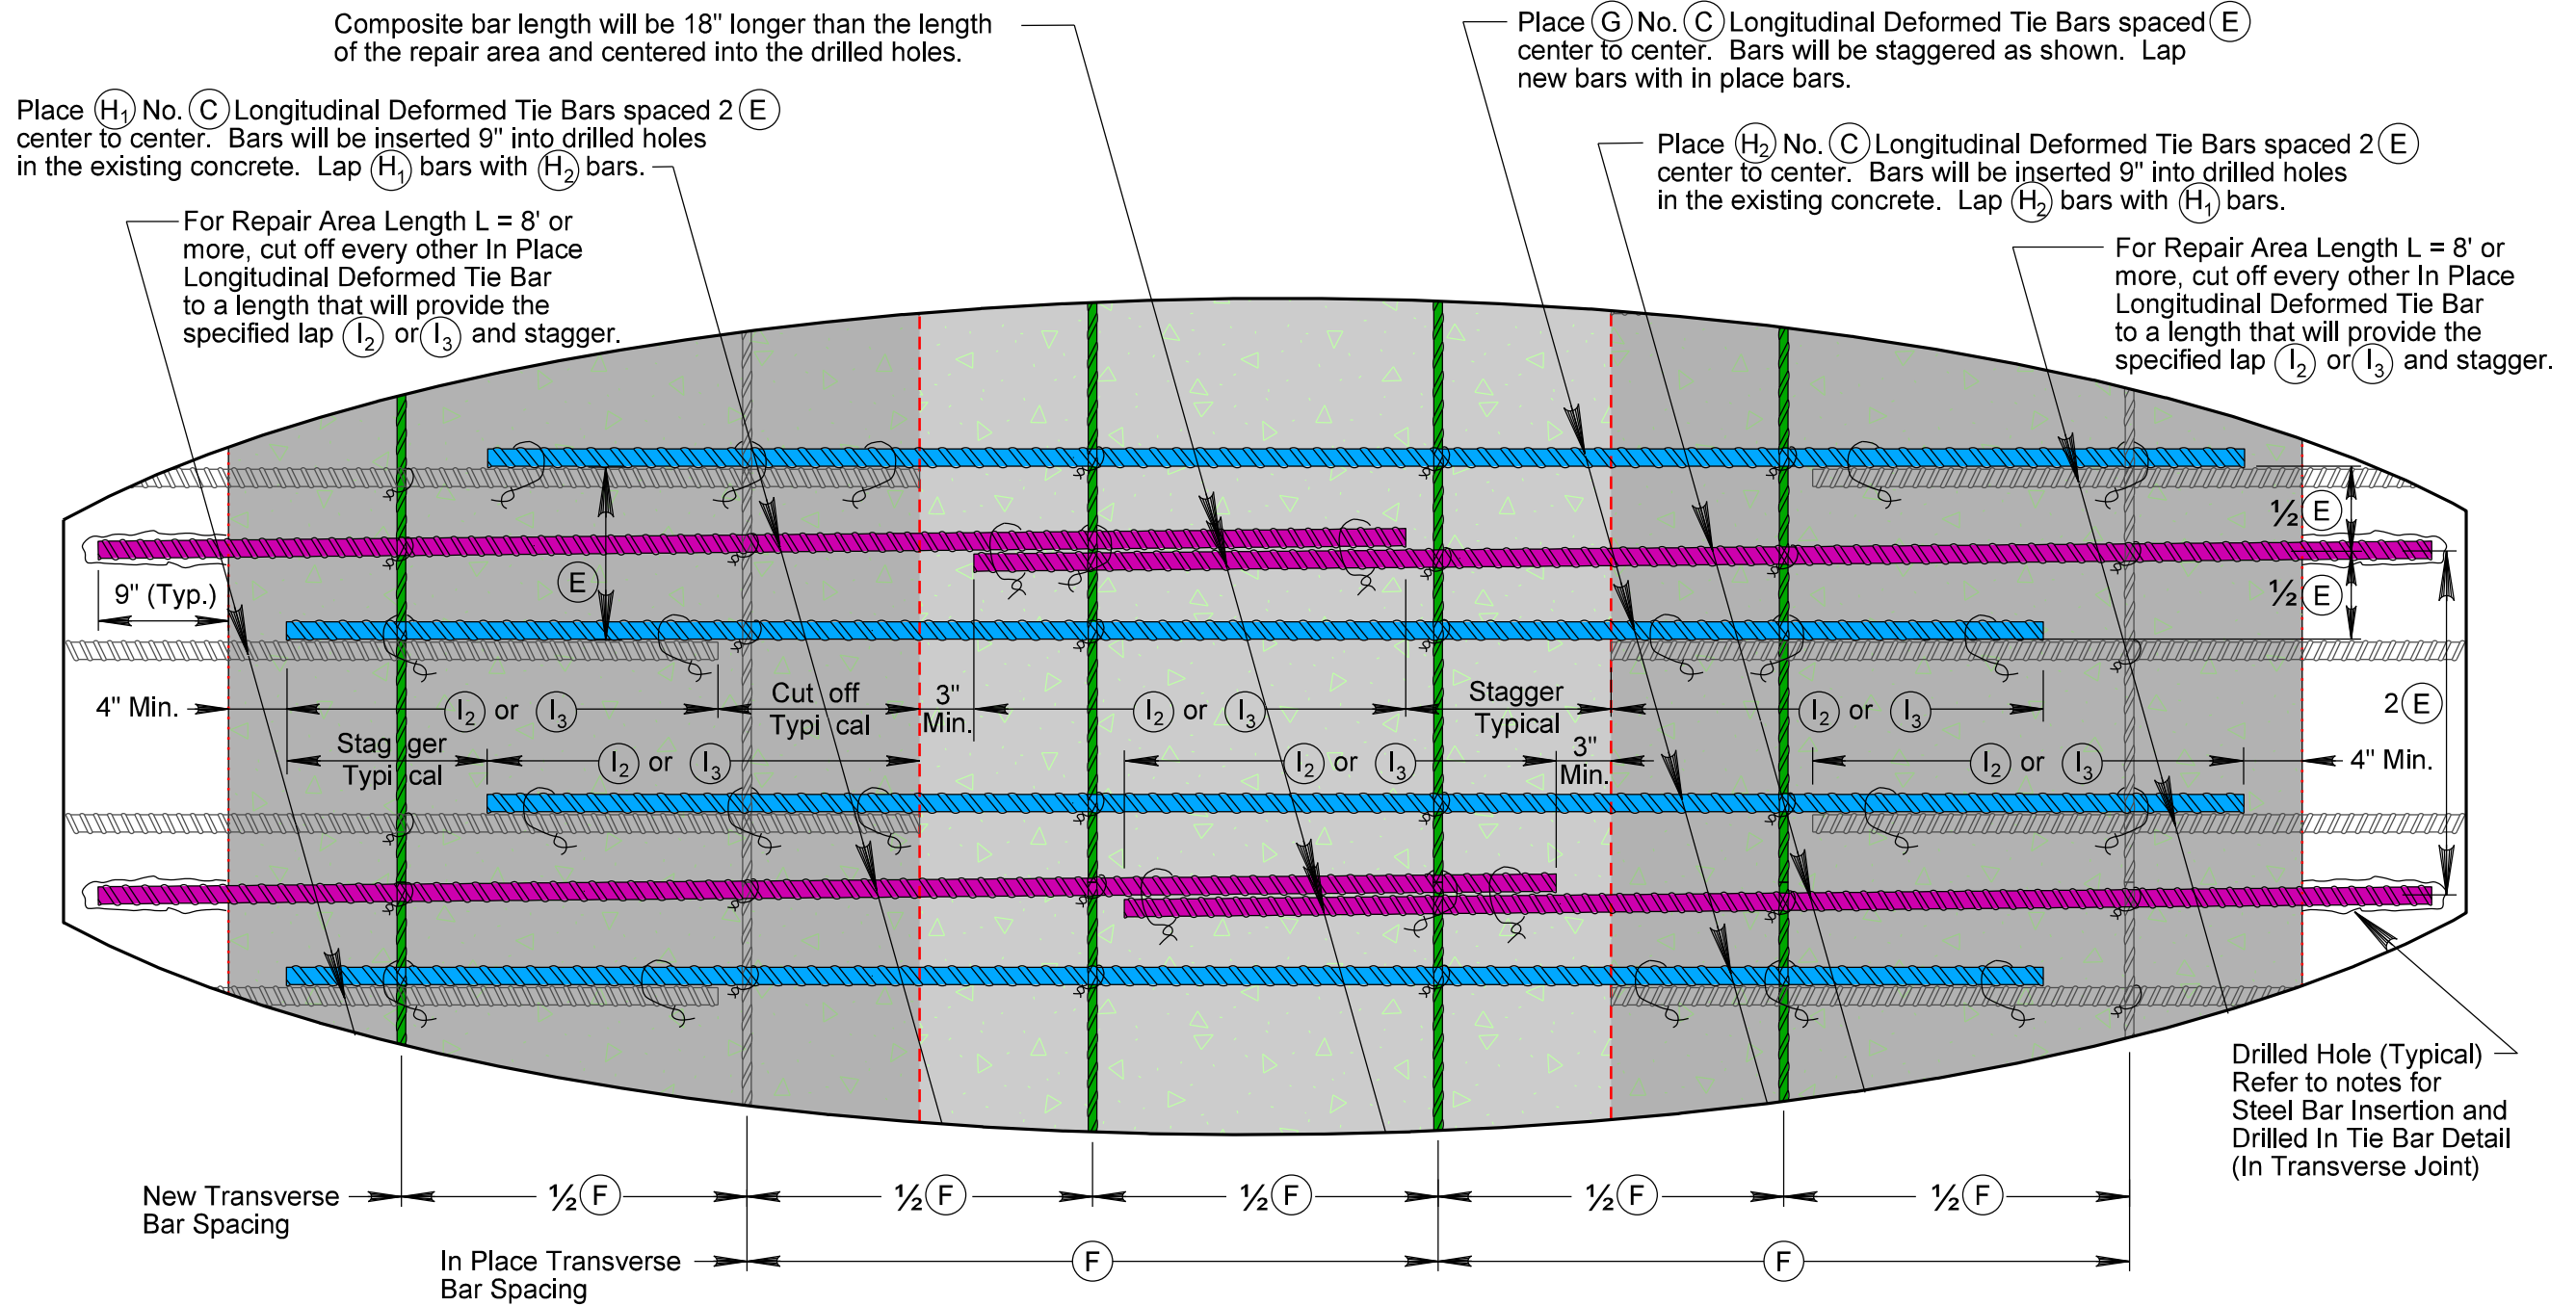 Composite bar length will be 18" longer than the length
of the repair area and centered into the drilled holes.
Place G No. C Longitudinal Deformed Tie Bars spaced E
center to center. Bars will be staggered as shown. Lap
new bars with in place bars.
Place H1 No. C Longitudinal Deformed Tie Bars spaced 2 E
center to center. Bars will be inserted 9" into drilled holes
in the existing concrete. Lap H1 bars with H2 bars.
Place H2 No. C Longitudinal Deformed Tie Bars spaced 2 E
center to center. Bars will be inserted 9" into drilled holes
in the existing concrete. Lap H2 bars with H1 bars.
For Repair Area Length L = 8' or
more, cut off every other In Place
Longitudinal Deformed Tie Bar
to a length that will provide the
specified lap I2 or I3 and stagger.
For Repair Area Length L = 8' or
more, cut off every other In Place
Longitudinal Deformed Tie Bar
to a length that will provide the
specified lap I2 or I3 and stagger.
½ E
E
9" (Typ.)
½ E
4" Min.
I2 or I3
Cut off
Typical
3"
Min.
I2 or I3
Stagger
Typical
I2 or I3
2 E
Stagger
Typical
I2 or I3
I2 or I3
3"
Min.
I2 or I3
4" Min.
Drilled Hole (Typical)
Refer to notes for
Steel Bar Insertion and
Drilled In Tie Bar Detail
(In Transverse Joint)
New Transverse
Bar Spacing
½ F
½ F
½ F
½ F
½ F
In Place Transverse
Bar Spacing
F
F